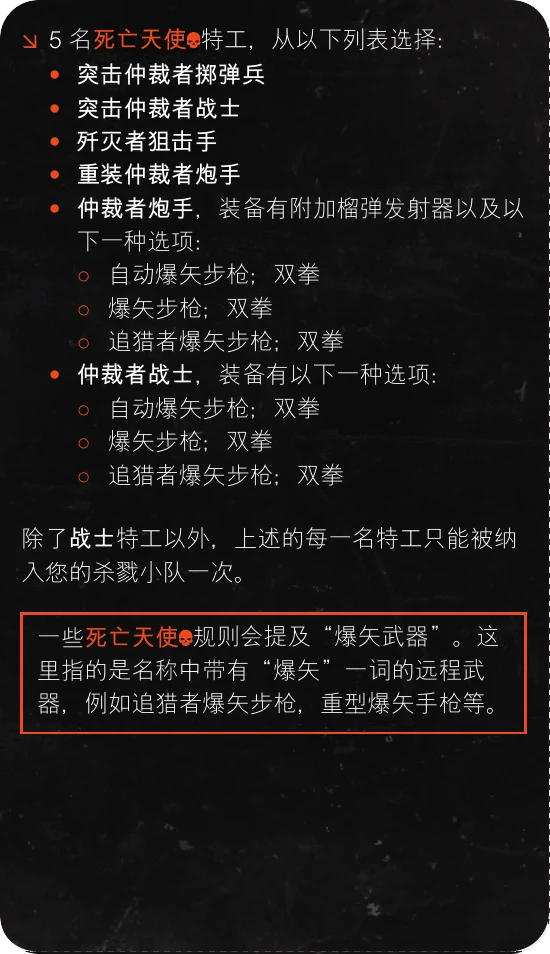 ↘ 5 名死亡天使💀特工，从以下列表选择：
• 突击仲裁者掷弹兵
• 突击仲裁者战士
• 歼灭者狙击手
• 重装仲裁者炮手
• 仲裁者炮手，装备有附加榴弹发射器以及以
下一种选项：
○ 自动爆矢步枪；双拳
○ 爆矢步枪；双拳
○ 追猎者爆矢步枪；双拳
• 仲裁者战士，装备有以下一种选项：
○ 自动爆矢步枪；双拳
○ 爆矢步枪；双拳
○ 追猎者爆矢步枪；双拳
除了战士特工以外，上述的每一名特工只能被纳
入您的杀戮小队一次。
一些死亡天使💀规则会提及“爆矢武器”。这
里指的是名称中带有“爆矢”一词的远程武
器，例如追猎者爆矢步枪，重型爆矢手枪等。